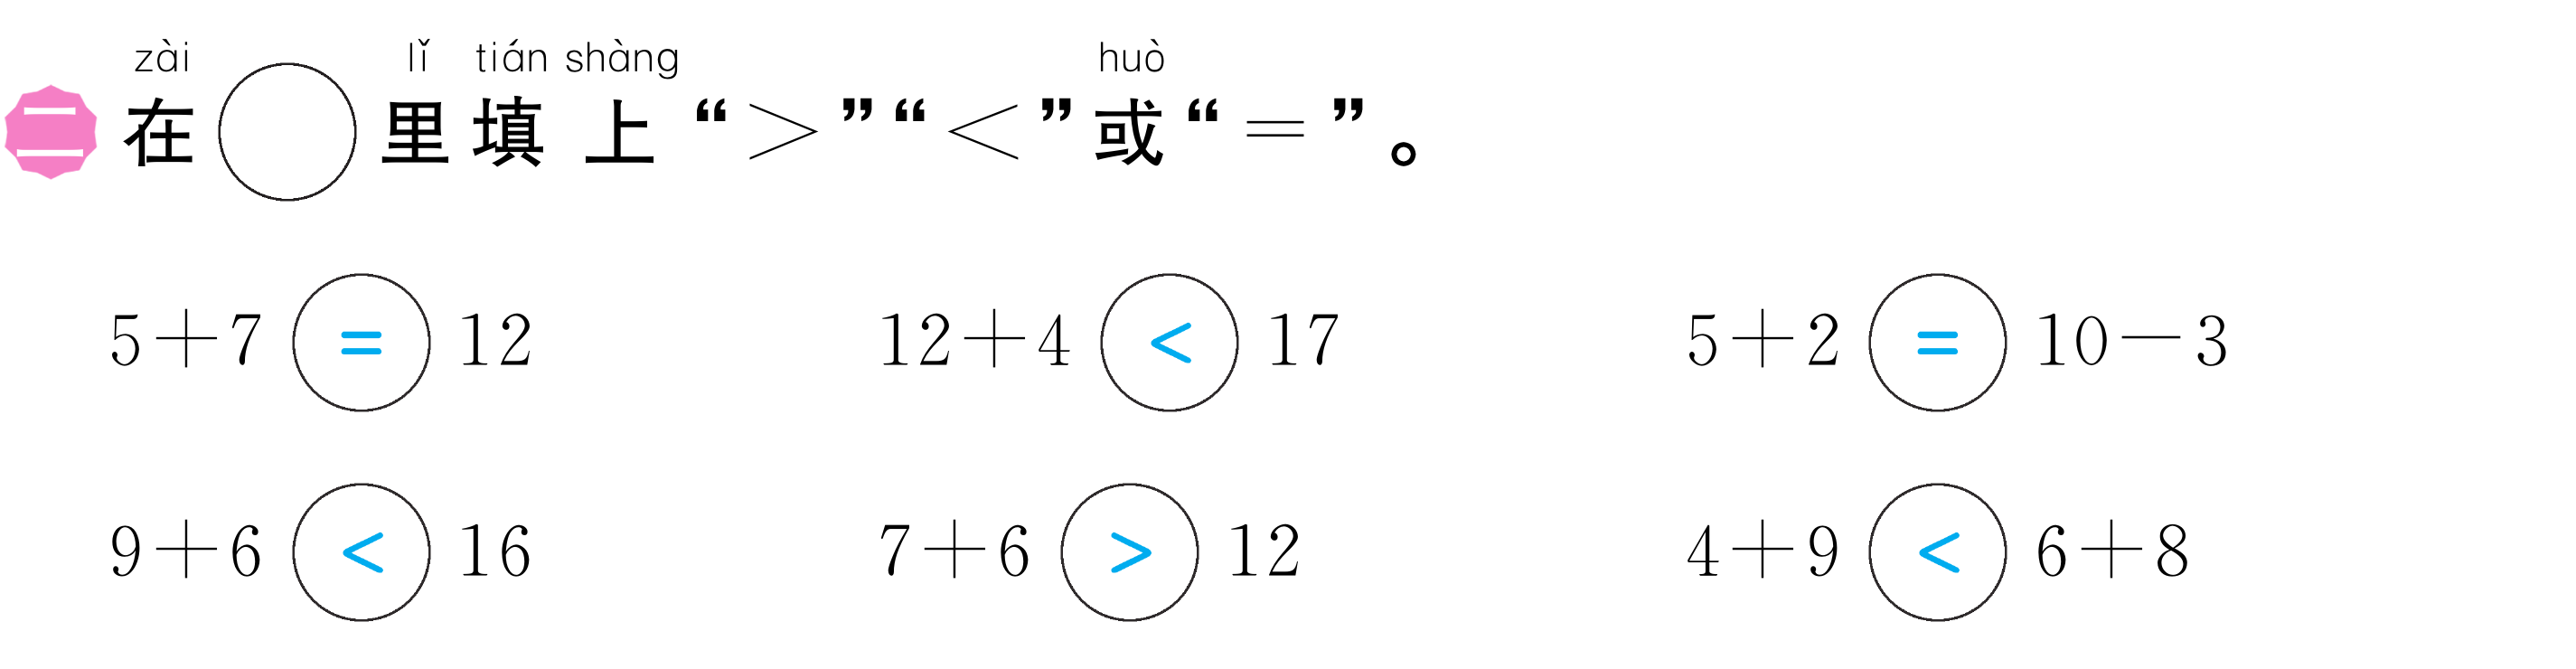 zài lǐ tián shàng huò
二 在○里填上“>”“<”或“=”。
5+7 = 12 12+4 < 17 5+2 = 10-3
9+6 < 16 7+6 > 12 4+9 < 6+8